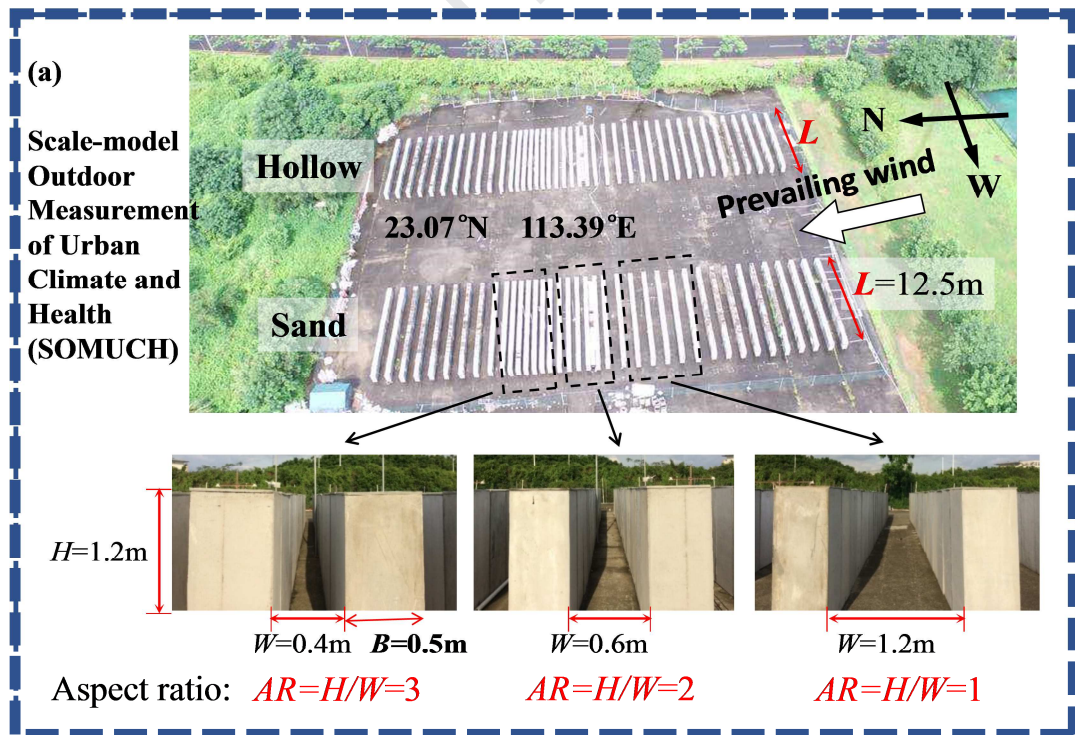 (a)
Scale-model
Outdoor
Measurement
of Urban
Climate and
Health
(SOMUCH)
Hollow
L
N
W
Prevailing wind
23.07°N 113.39°E
L=12.5m
Sand
H=1.2m
W=0.4m B=0.5m W=0.6m W=1.2m
Aspect ratio: AR=H/W=3 AR=H/W=2 AR=H/W=1